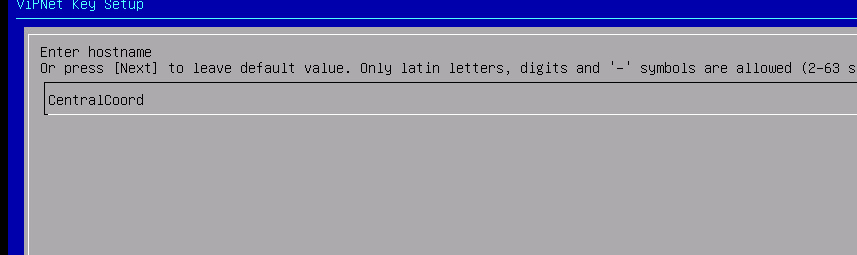 ViPNet Key Setup
Enter hostname
Or press [Next] to leave default value. Only latin letters, digits and '-' symbols are allowed (2-63 s
CentralCoord